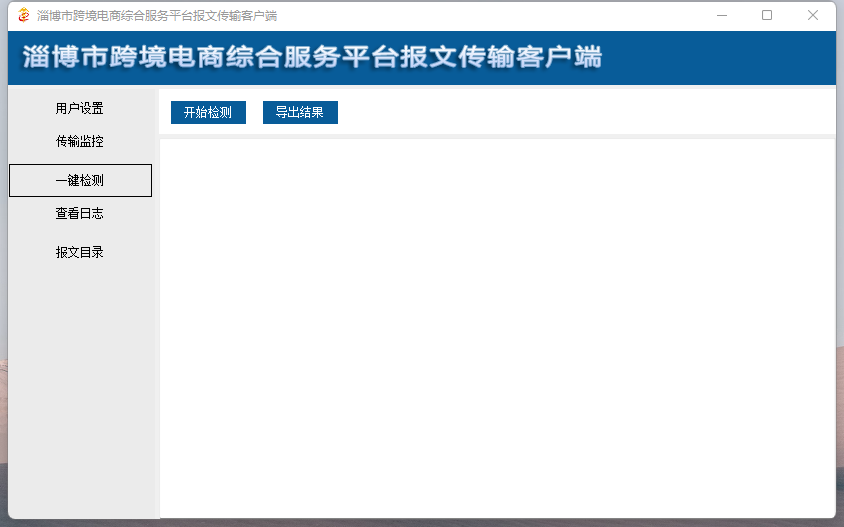 淄博市跨境电商综合服务平台报文传输客户端
淄博市跨境电商综合服务平台报文传输客户端
用户设置
传输监控
一键检测
查看日志
报文目录
开始检测 导出结果